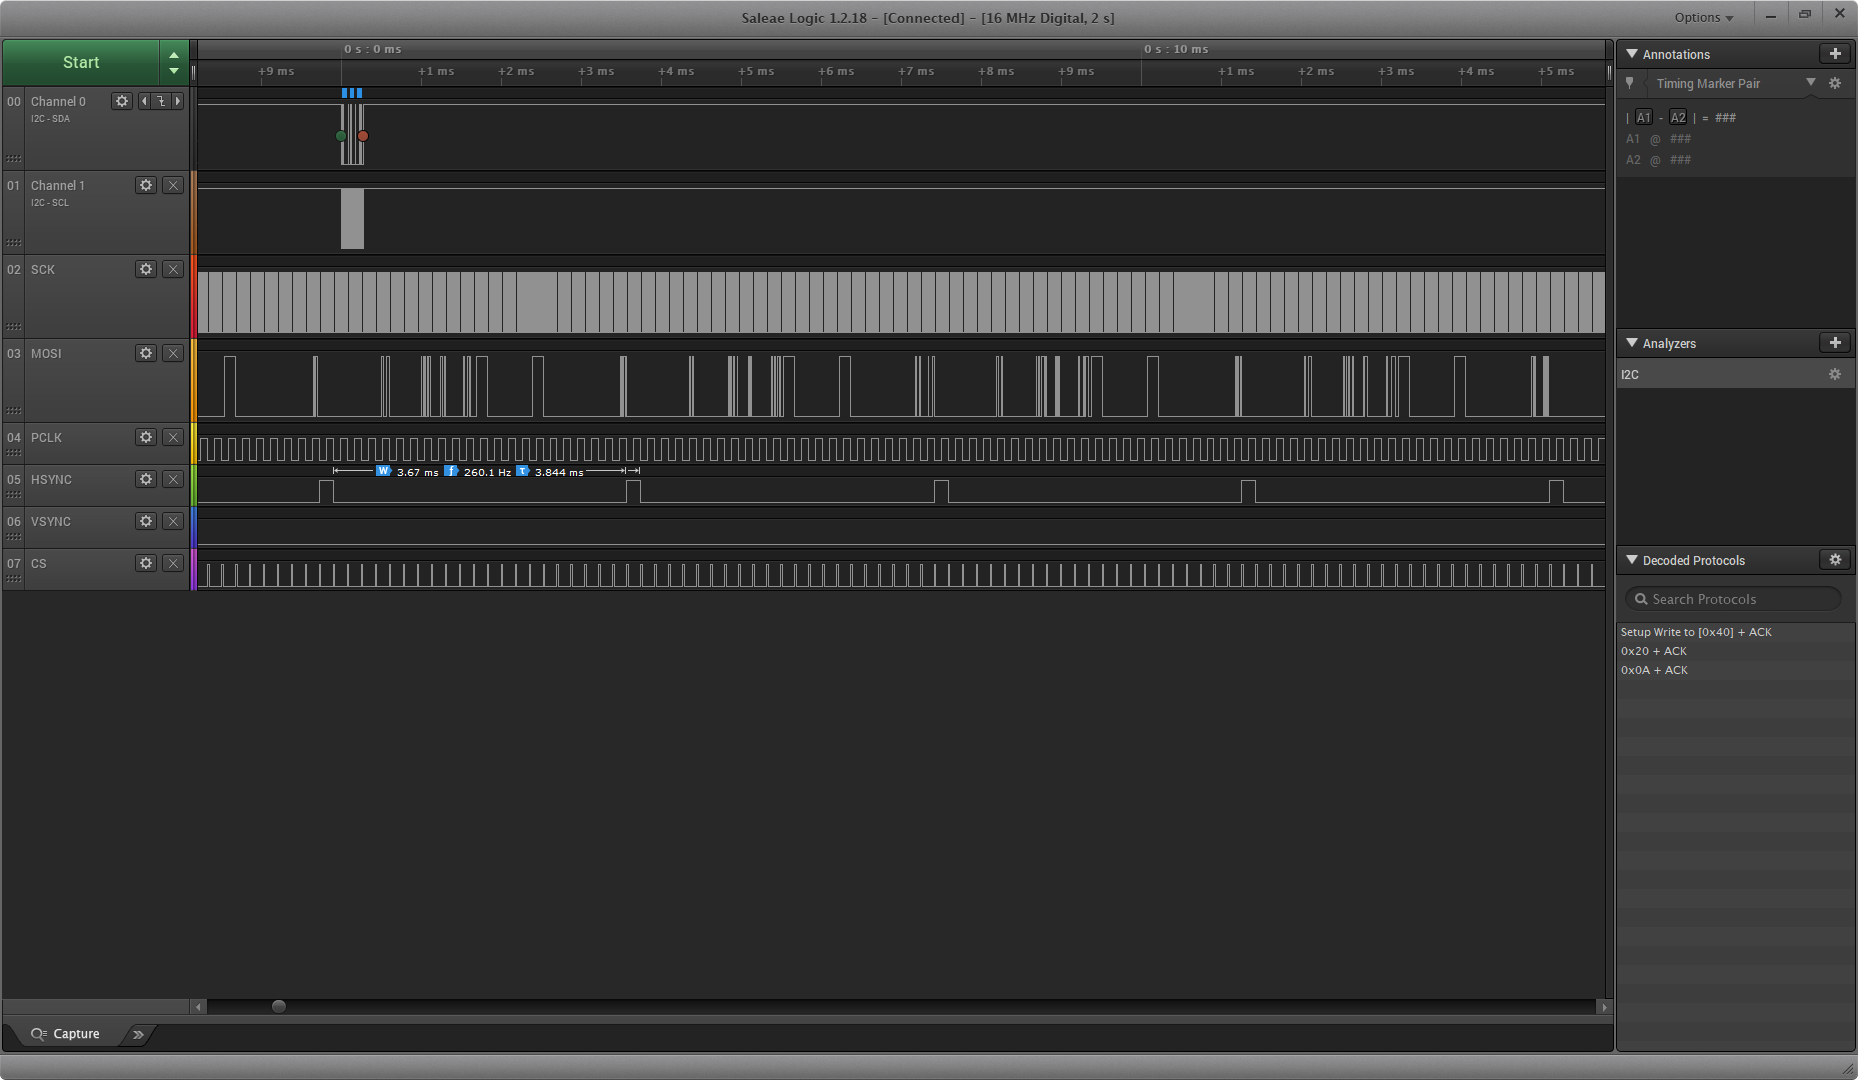 Saleae Logic 1.2.18 - [Connected] - [16 MHz Digital, 2 s]
Options
Start
0 s : 0 ms
0 s : 10 ms
+9 ms
+1 ms
+2 ms
+3 ms
+4 ms
+5 ms
+6 ms
+7 ms
+8 ms
+9 ms
+1 ms
+2 ms
+3 ms
+4 ms
+5 ms
00
Channel 0
I2C - SDA
01
Channel 1
I2C - SCL
02
SCK
03
MOSI
04
PCLK
W 3.67 ms f 260.1 Hz T 3.844 ms
05
HSYNC
06
VSYNC
07
CS
Capture
Annotations
Timing Marker Pair
| A1 - A2 | = ###
A1 @ ###
A2 @ ###
Analyzers
I2C
Decoded Protocols
Search Protocols
Setup Write to [0x40] + ACK
0x20 + ACK
0x0A + ACK